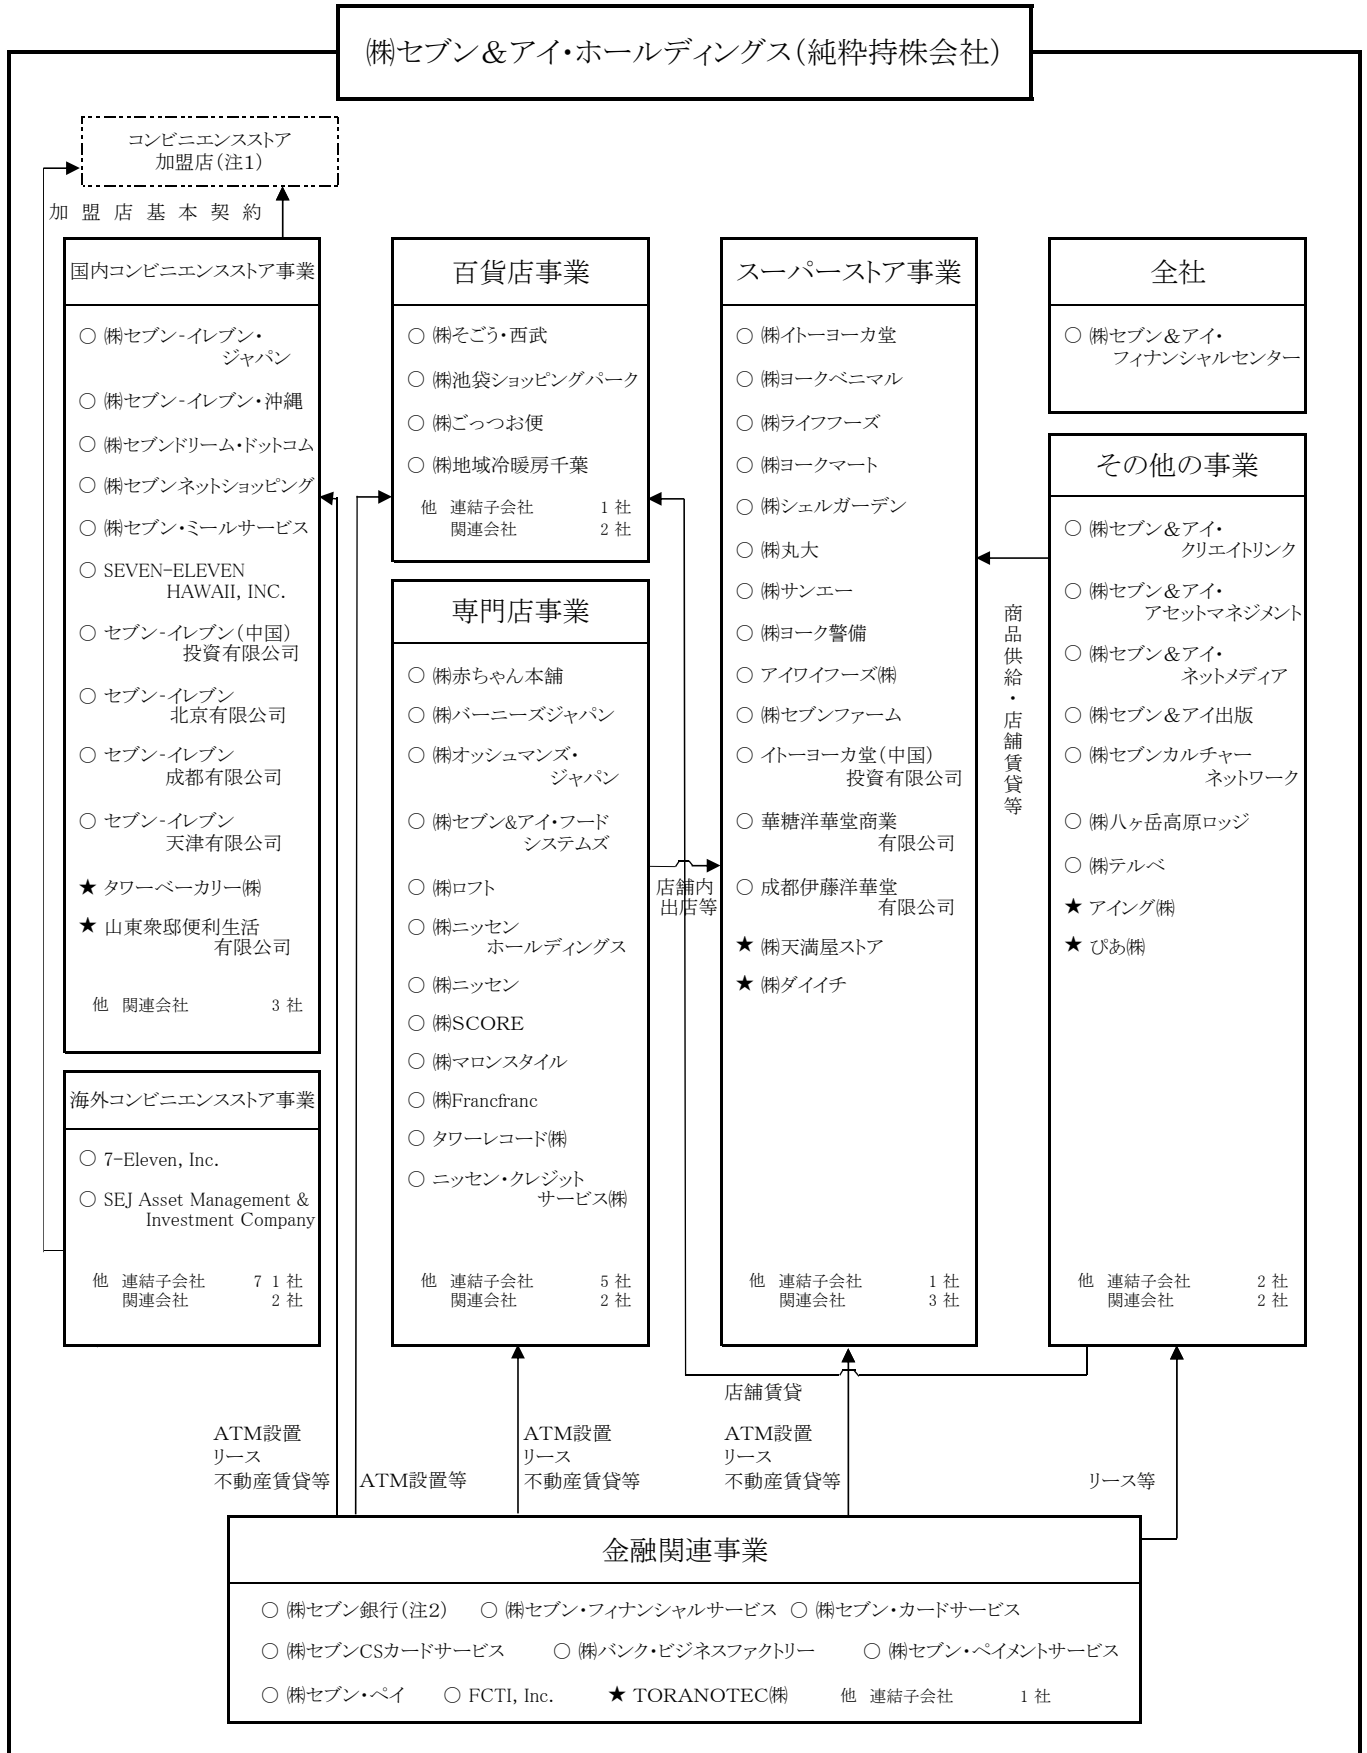 ㈱セブン＆アイ・ホールディングス（純粋持株会社）
コンビニエンスストア
加盟店（注１）
加盟店基本契約
国内コンビニエンスストア事業
○ ㈱セブン‐イレブン・
ジャパン
○ ㈱セブン‐イレブン・沖縄
○ ㈱セブンドリーム・ドットコム
○ ㈱セブンネットショッピング
○ ㈱セブン・ミールサービス
○ SEVEN-ELEVEN
HAWAII, INC.
○ セブン‐イレブン（中国）
投資有限公司
○ セブン‐イレブン
北京有限公司
○ セブン‐イレブン
成都有限公司
○ セブン‐イレブン
天津有限公司
★ タワーベーカリー㈱
★ 山東衆邸便利生活
有限公司
他 関連会社 3 社
海外コンビニエンスストア事業
○ 7-Eleven, Inc.
○ SEJ Asset Management &
Investment Company
他 連結子会社 7 1 社
関連会社 2 社
百貨店事業
○ ㈱そごう・西武
○ ㈱池袋ショッピングパーク
○ ㈱ごっつお便
○ ㈱地域冷暖房千葉
他 連結子会社 1 社
関連会社 2 社
専門店事業
○ ㈱赤ちゃん本舗
○ ㈱バーニーズジャパン
○ ㈱オッシュマンズ・
ジャパン
○ ㈱セブン&アイ・フード
システムズ
○ ㈱ロフト
○ ㈱ニッセン
ホールディングス
○ ㈱ニッセン
○ ㈱SCORE
○ ㈱マロンスタイル
○ ㈱Francfranc
○ タワーレコード㈱
○ ニッセン・クレジット
サービス㈱
他 連結子会社 5 社
関連会社 2 社
店舗内
出店等
スーパーストア事業
○ ㈱イトーヨーカ堂
○ ㈱ヨークベニマル
○ ㈱ライフフーズ
○ ㈱ヨークマート
○ ㈱シェルガーデン
○ ㈱丸大
○ ㈱サンエー
○ ㈱ヨーク警備
○ アイワイフーズ㈱
○ ㈱セブンファーム
○ イトーヨーカ堂（中国）
投資有限公司
○ 華糖洋華堂商業
有限公司
○ 成都伊藤洋華堂
有限公司
★ ㈱天満屋ストア
★ ㈱ダイイチ
他 連結子会社 1 社
関連会社 3 社
商品供給・店舗賃貸等
全社
○ ㈱セブン＆アイ・
フィナンシャルセンター
その他の事業
○ ㈱セブン＆アイ・
クリエイトリンク
○ ㈱セブン＆アイ・
アセットマネジメント
○ ㈱セブン＆アイ・
ネットメディア
○ ㈱セブン＆アイ出版
○ ㈱セブンカルチャー
ネットワーク
○ ㈱八ヶ岳高原ロッジ
○ ㈱テルベ
★ アイング㈱
★ ぴあ㈱
他 連結子会社 2 社
関連会社 2 社
店舗賃貸
ATM設置
リース
不動産賃貸等
ATM設置等
ATM設置
リース
不動産賃貸等
ATM設置
リース
不動産賃貸等
リース等
金融関連事業
○ ㈱セブン銀行（注２） ○ ㈱セブン・フィナンシャルサービス ○ ㈱セブン・カードサービス
○ ㈱セブンCSカードサービス ○ ㈱バンク・ビジネスファクトリー ○ ㈱セブン・ペイメントサービス
○ ㈱セブン・ペイ ○ FCTI, Inc. ★ TORANOTEC㈱ 他 連結子会社 1 社